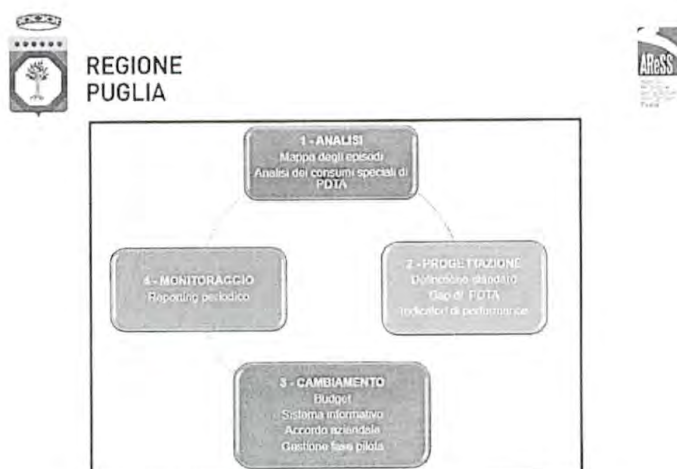 REGIONE
PUGLIA
AReSS
1 - ANALISI
Mappa degli episodi
Analisi dei consumi speciali di
PDTA
2 - PROGETTAZIONE
Definizione standard
Gap di PDTA
Indicatori di performance
4 - MONITORAGGIO
Reporting periodico
3 - CAMBIAMENTO
Budget
Sistema informativo
Accordo aziendale
Gestione fase pilota